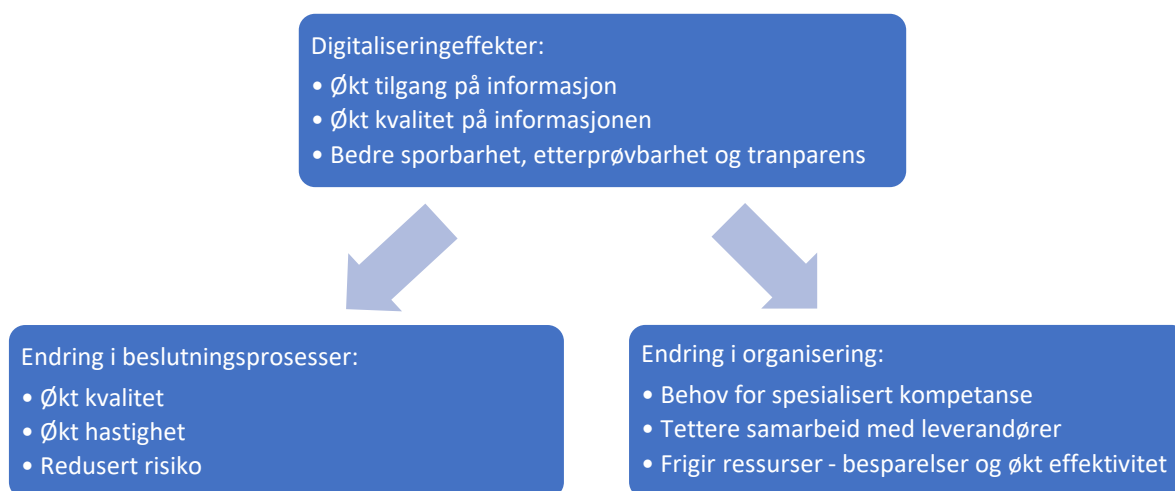 Digitaliseringeffekter:
• Økt tilgang på informasjon
• Økt kvalitet på informasjonen
• Bedre sporbarhet, etterprøvbarhet og tranparens
Endring i beslutningsprosesser:
• Økt kvalitet
• Økt hastighet
• Redusert risiko
Endring i organisering:
• Behov for spesialisert kompetanse
• Tettere samarbeid med leverandører
• Frigir ressurser - besparelser og økt effektivitet